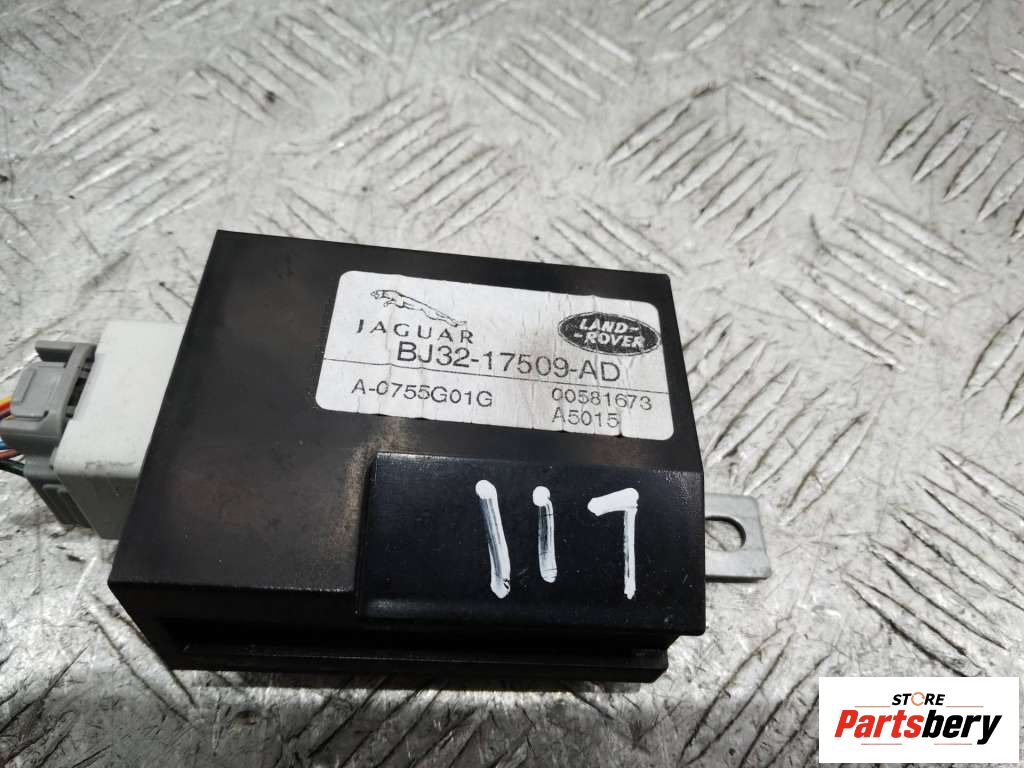 JAGUAR
LAND-
ROVER
BJ32-17509-AD
A-0755G01G 00581673
A5015
117
STORE
Partsbery